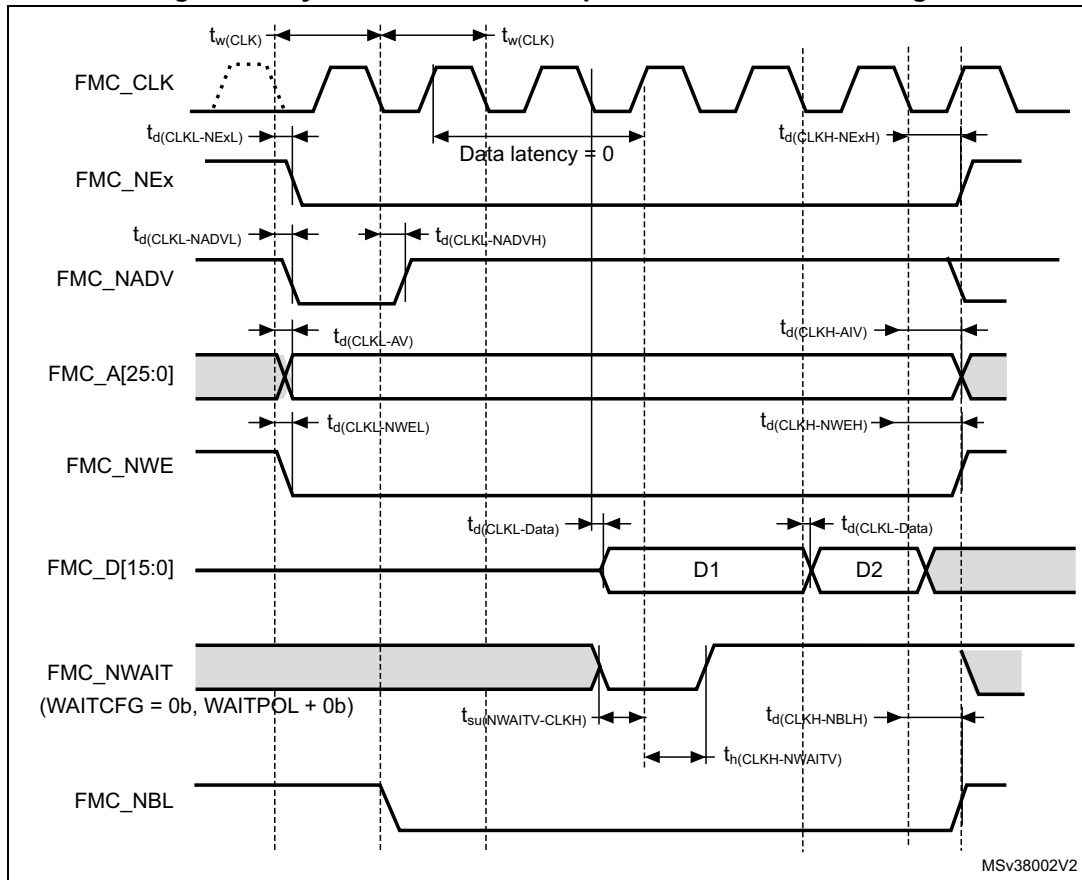 tw(CLK) tw(CLK)
FMC_CLK
td(CLKL-NExL) Data latency = 0 td(CLKH-NExH)
FMC_NEx
td(CLKL-NADVL) td(CLKL-NADVH)
FMC_NADV
td(CLKL-AV) td(CLKH-AIV)
FMC_A[25:0]
td(CLKL-NWEL) td(CLKH-NWEH)
FMC_NWE
td(CLKL-Data) td(CLKL-Data)
FMC_D[15:0] D1 D2
FMC_NWAIT
(WAITCFG = 0b, WAITPOL + 0b)
tsu(NWAITV-CLKH) td(CLKH-NBLH)
th(CLKH-NWAITV)
FMC_NBL
MSv38002V2